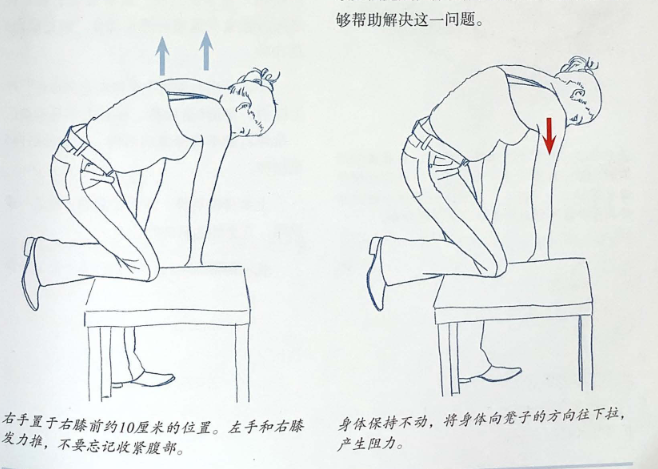 够帮助解决这一问题。
右手置于右膝前约10厘米的位置。左手和右膝
发力推，不要忘记收紧腹部。
身体保持不动，将身体向凳子的方向往下拉，
产生阻力。